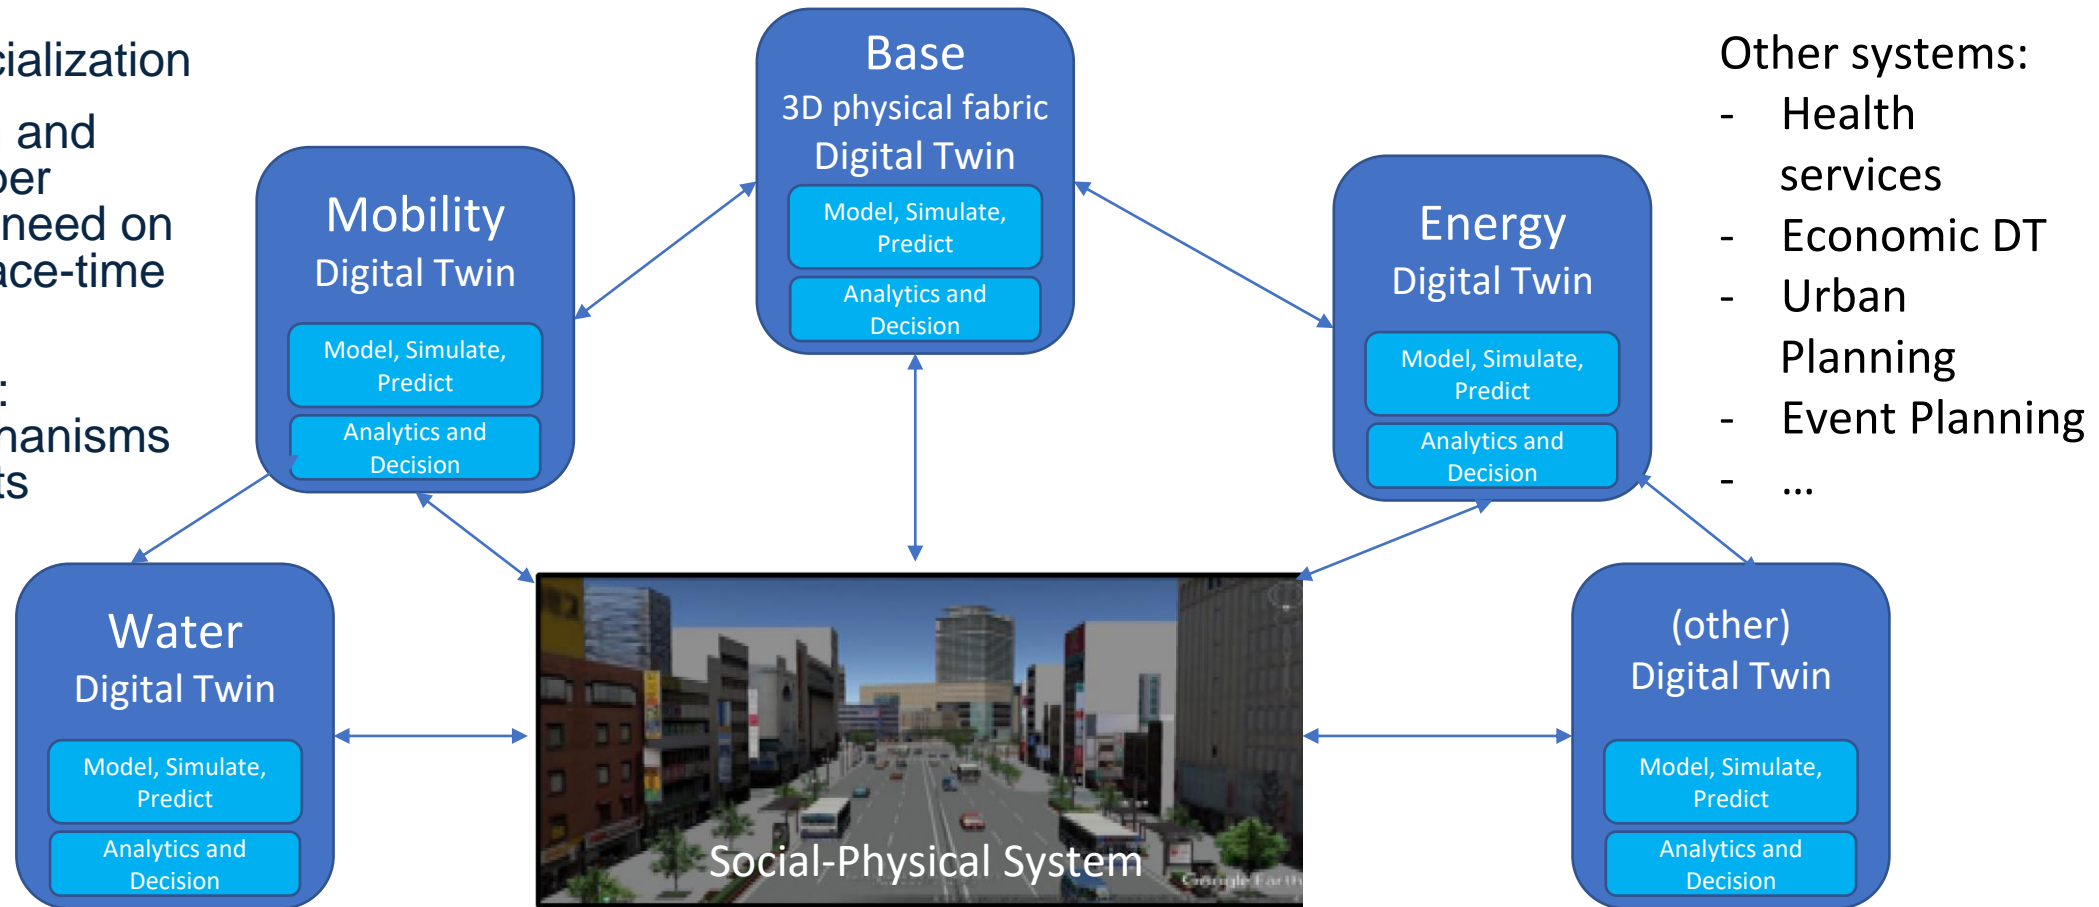 cialization
and
per
need on
ace-time
:
hanisms
ts
Base
3D physical fabric
Digital Twin
Model, Simulate,
Predict
Analytics and
Decision
Mobility
Digital Twin
Model, Simulate,
Predict
Analytics and
Decision
Energy
Digital Twin
Model, Simulate,
Predict
Analytics and
Decision
Other systems:
- Health
services
- Economic DT
- Urban
Planning
- Event Planning
- ...
Water
Digital Twin
Model, Simulate,
Predict
Analytics and
Decision
Social-Physical System
Google Earth
(other)
Digital Twin
Model, Simulate,
Predict
Analytics and
Decision